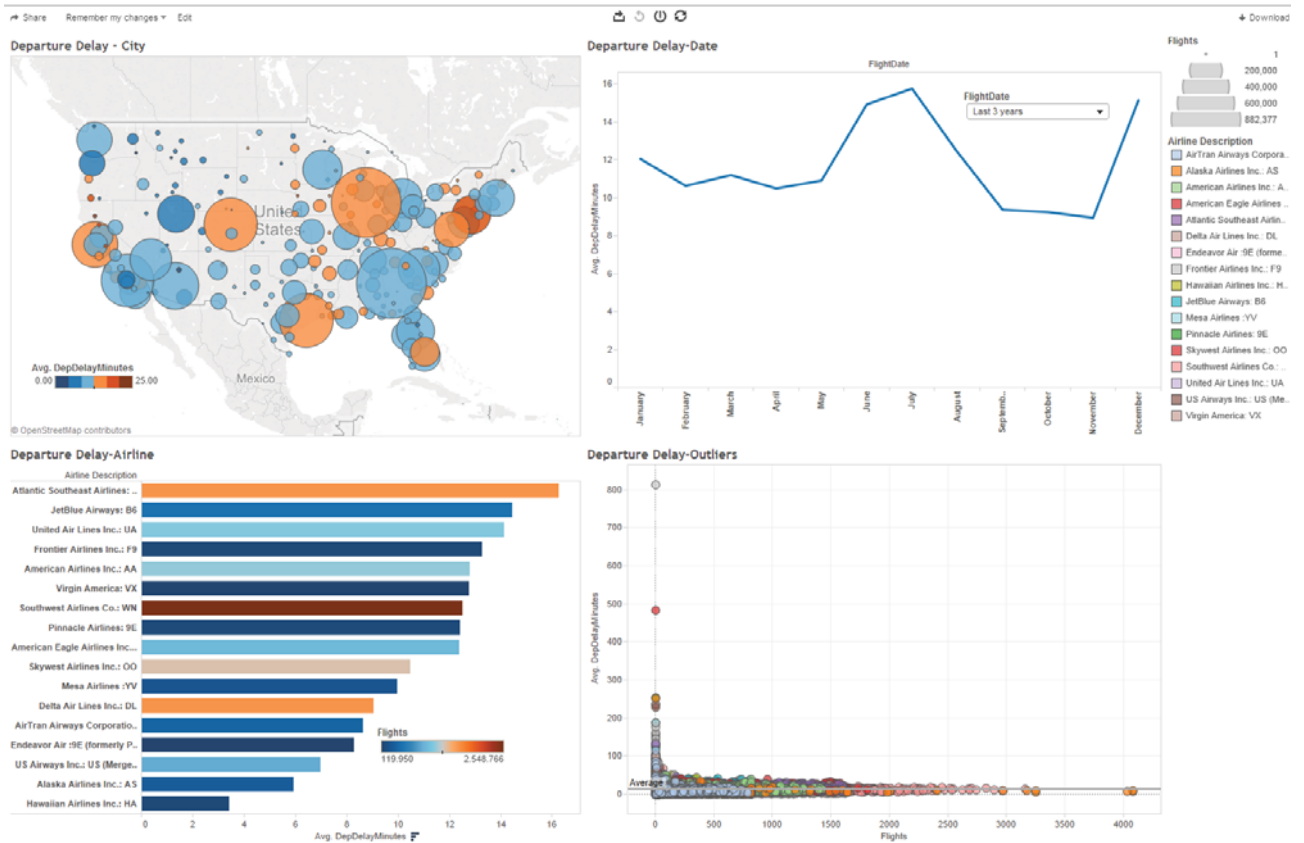 Share Remember my changes Edit Download
Departure Delay - City
United
States
Mexico
Avg. DepDelayMinutes
0.00 25.00
© OpenStreetMap contributors
Departure Delay-Date
FlightDate
FlightDate
Last 3 years
Avg. DepDelayMinutes
16
14
12
10
8
6
4
2
0
January February March April May June July August Septemb.. October November December
Flights
1
200,000
400,000
600,000
882,377
Airline Description
AirTran Airways Corpora..
Alaska Airlines Inc.: AS
American Airlines Inc.: A..
American Eagle Airlines ..
Atlantic Southeast Airlin..
Delta Air Lines Inc.: DL
Endeavor Air :9E (forme..
Frontier Airlines Inc.: F9
Hawaiian Airlines Inc.: H..
JetBlue Airways: B6
Mesa Airlines :YV
Pinnacle Airlines: 9E
Skywest Airlines Inc.: OO
Southwest Airlines Co.: ..
United Air Lines Inc.: UA
US Airways Inc.: US (Me..
Virgin America: VX
Departure Delay-Airline
Airline Description
Atlantic Southeast Airlines: ..
JetBlue Airways: B6
United Air Lines Inc.: UA
Frontier Airlines Inc.: F9
American Airlines Inc.: AA
Virgin America: VX
Southwest Airlines Co.: WN
Pinnacle Airlines: 9E
American Eagle Airlines Inc...
Skywest Airlines Inc.: OO
Mesa Airlines :YV
Delta Air Lines Inc.: DL
AirTran Airways Corporatio..
Endeavor Air :9E (formerly P..
US Airways Inc.: US (Merge..
Alaska Airlines Inc.: AS
Hawaiian Airlines Inc.: HA
Flights
119.950 2.548.766
0 2 4 6 8 10 12 14 16
Avg. DepDelayMinutes
Departure Delay-Outliers
Avg. DepDelayMinutes
800
700
600
500
400
300
200
100
0
Average
0 500 1000 1500 2000 2500 3000 3500 4000
Flights